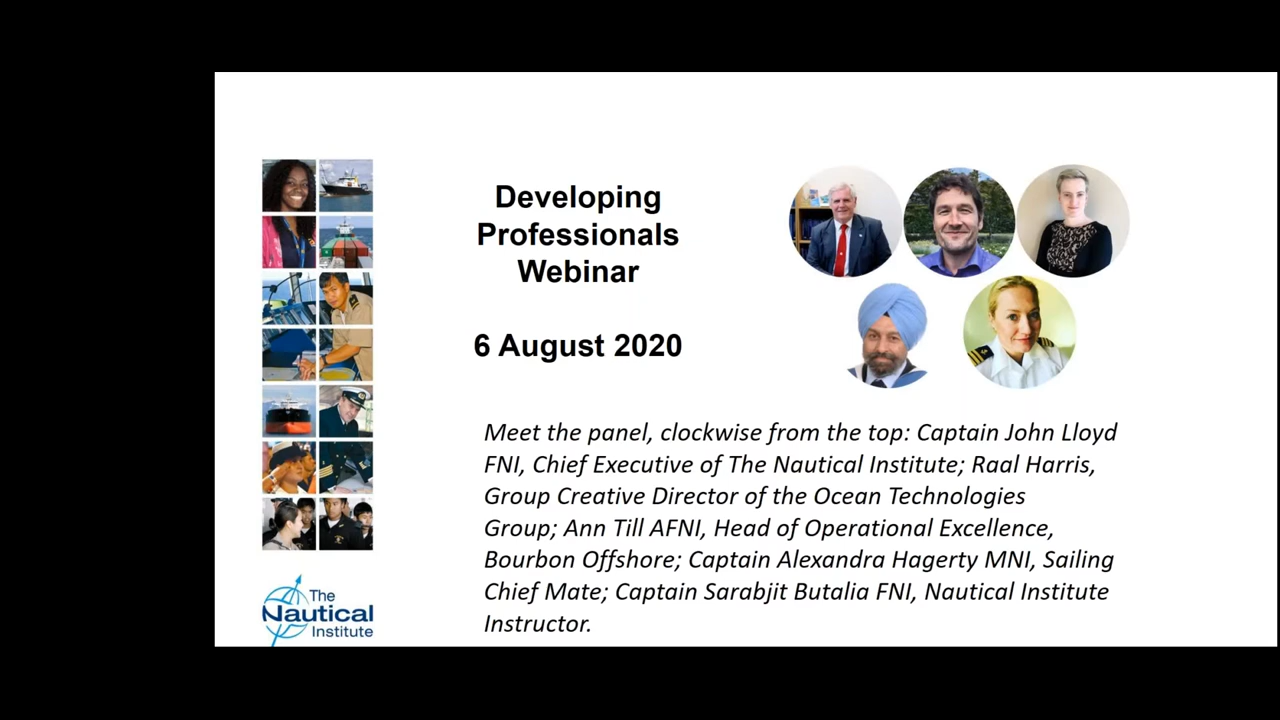 Developing
Professionals
Webinar
6 August 2020
Meet the panel, clockwise from the top: Captain John Lloyd
FNI, Chief Executive of The Nautical Institute; Raal Harris,
Group Creative Director of the Ocean Technologies
Group; Ann Till AFNI, Head of Operational Excellence,
Bourbon Offshore; Captain Alexandra Hagerty MNI, Sailing
Chief Mate; Captain Sarabjit Butalia FNI, Nautical Institute
Instructor.
The
Nautical
Institute